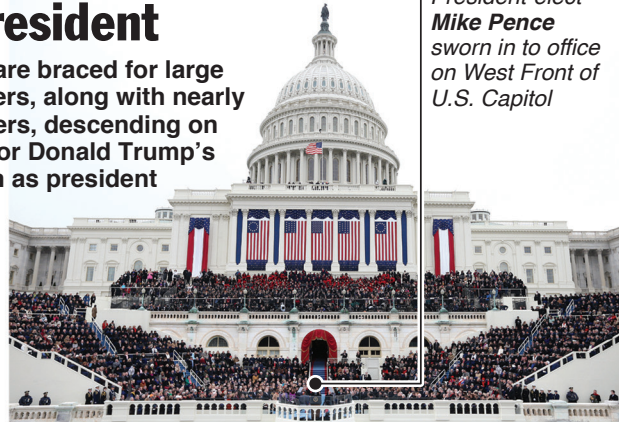 resident
are braced for large
ers, along with nearly
ers, descending on
or Donald Trump's
n as president
President-elect
Mike Pence
sworn in to office
on West Front of
U.S. Capitol